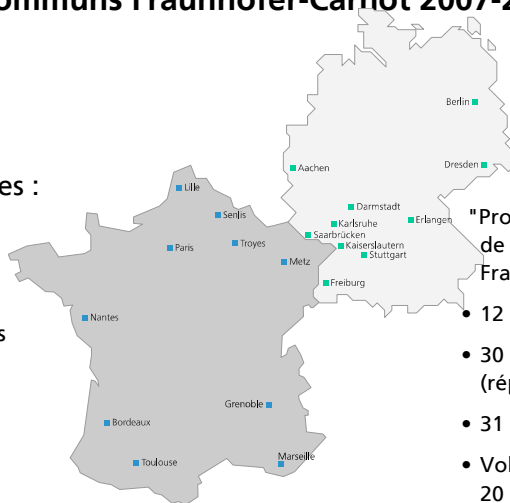 ommuns Fraunhofer-Carnot 2007-2
es :
s
Berlin
Dresden
Aachen
Darmstadt
Karlsruhe
Erlangen
Saarbrücken
Kaiserslautern
Stuttgart
Freiburg
Lille
Senlis
Paris
Troyes
Metz
Nantes
Grenoble
Bordeaux
Toulouse
Marseille
"Pro
de
Fra
• 12
• 30
(rép
• 31
• Vol
20